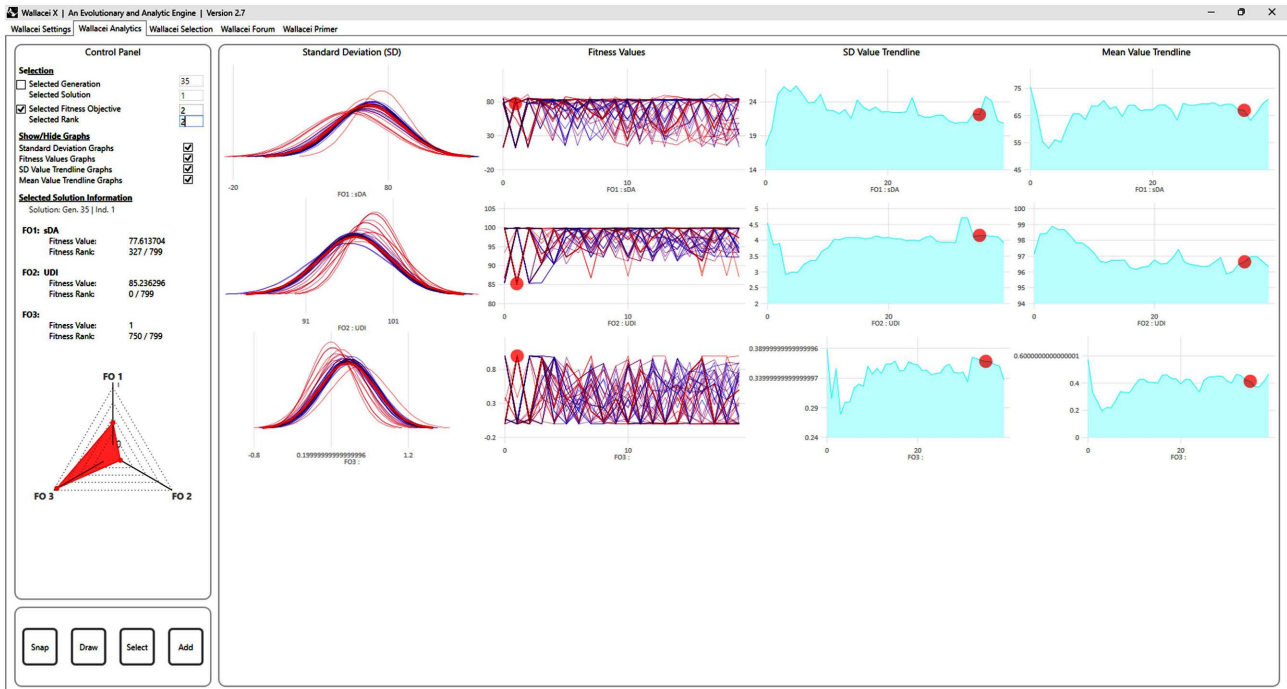 Wallacei X | An Evolutionary and Analytic Engine | Version 2.7
Wallacei Settings Wallacei Analytics Wallacei Selection Wallacei Forum Wallacei Primer
Control Panel
Selection
Selected Generation 35
Selected Solution 1
Selected Fitness Objective 2
Selected Rank
Show/Hide Graphs
Standard Deviation Graphs
Fitness Values Graphs
SD Value Trendline Graphs
Mean Value Trendline Graphs
Selected Solution Information
Solution: Gen. 35 | Ind. 1
FO1: sDA
Fitness Value: 77.613704
Fitness Rank: 327 / 799
FO2: UDI
Fitness Value: 85.236296
Fitness Rank: 0 / 799
FO3:
Fitness Value: 1
Fitness Rank: 750 / 799
FO 1
1
0
FO 3 FO 2
Snap Draw Select Add
Standard Deviation (SD) Fitness Values SD Value Trendline Mean Value Trendline
-20 80
FO1 : sDA
80
30
-20
0 10
FO1 : sDA
24
19
14
0 20
FO1 : sDA
75
65
55
45
0 20
FO1 : sDA
91 101
FO2 : UDI
105
100
95
90
85
80
0 10
FO2 : UDI
5
4.5
4
3.5
3
2.5
2
0 20
FO2 : UDI
100
99
98
97
96
95
94
0 20
FO2 : UDI
-0.8 0.19999999999999996 1.2
FO3 :
0.8
0.3
-0.2
0 10
FO3 :
0.38999999999999996
0.33999999999999997
0.29
0.24
0 20
FO3 :
0.6000000000000001
0.4
0.2
0
0 20
FO3 :